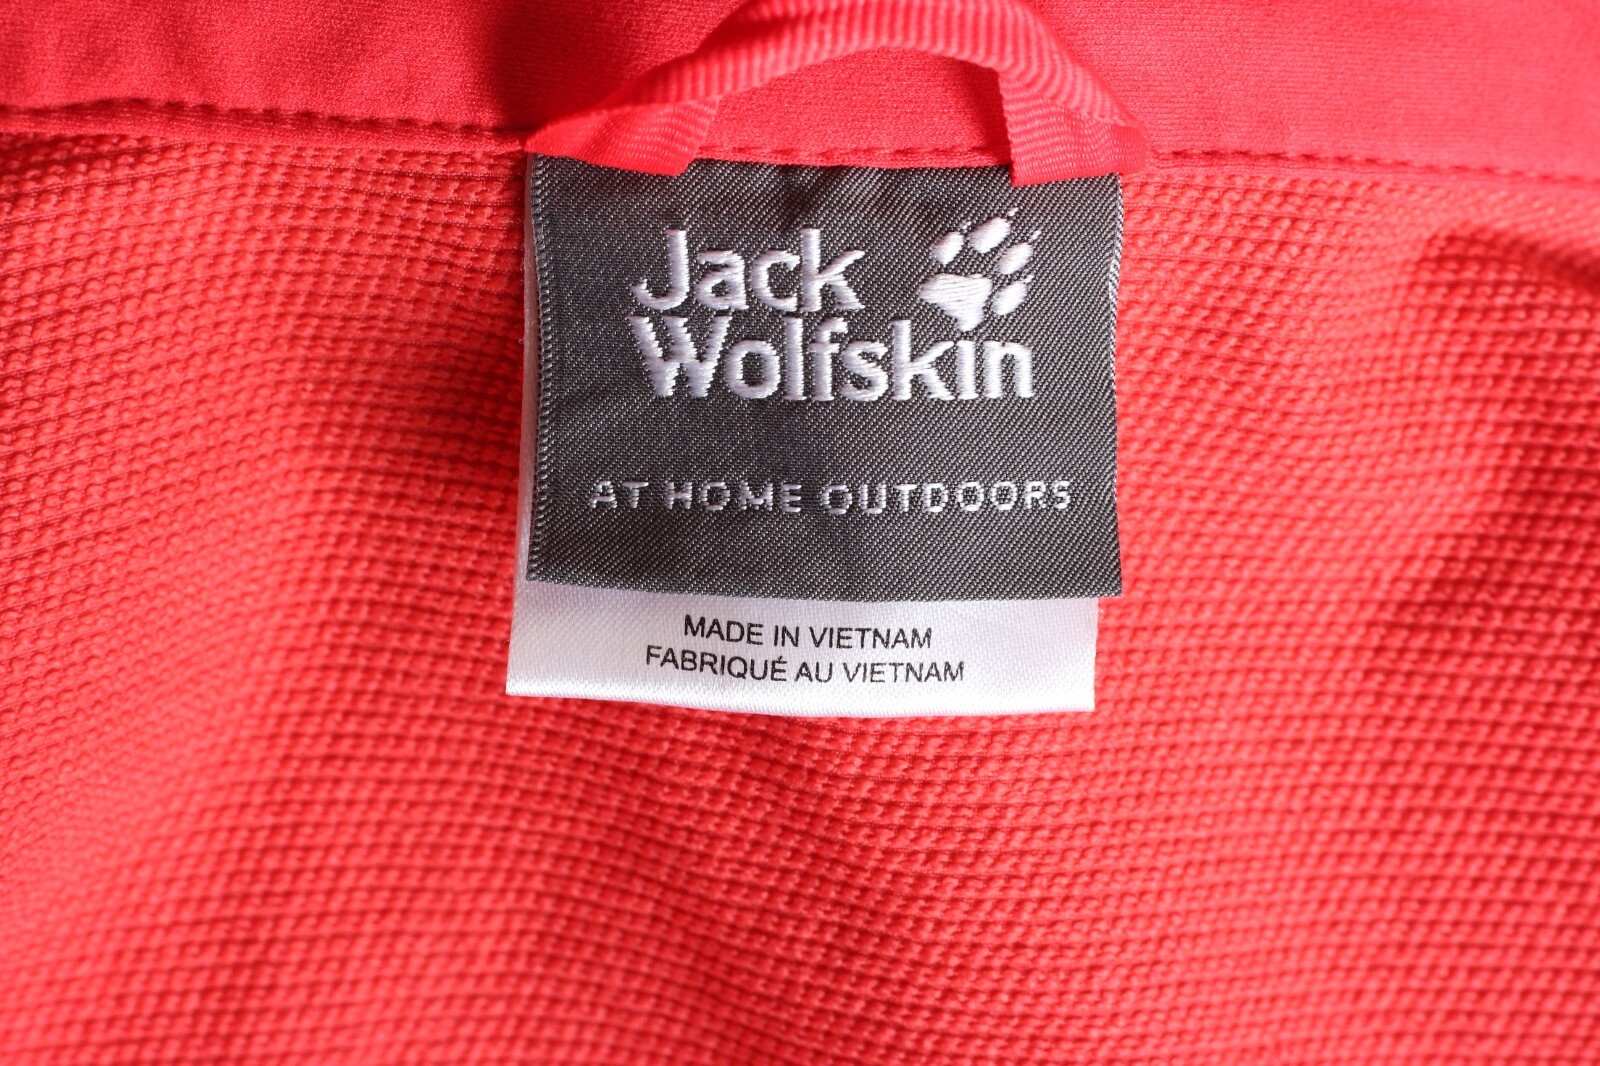 Jack
Wolfskin
AT HOME OUTDOORS
MADE IN VIETNAM
FABRIQUÉ AU VIETNAM